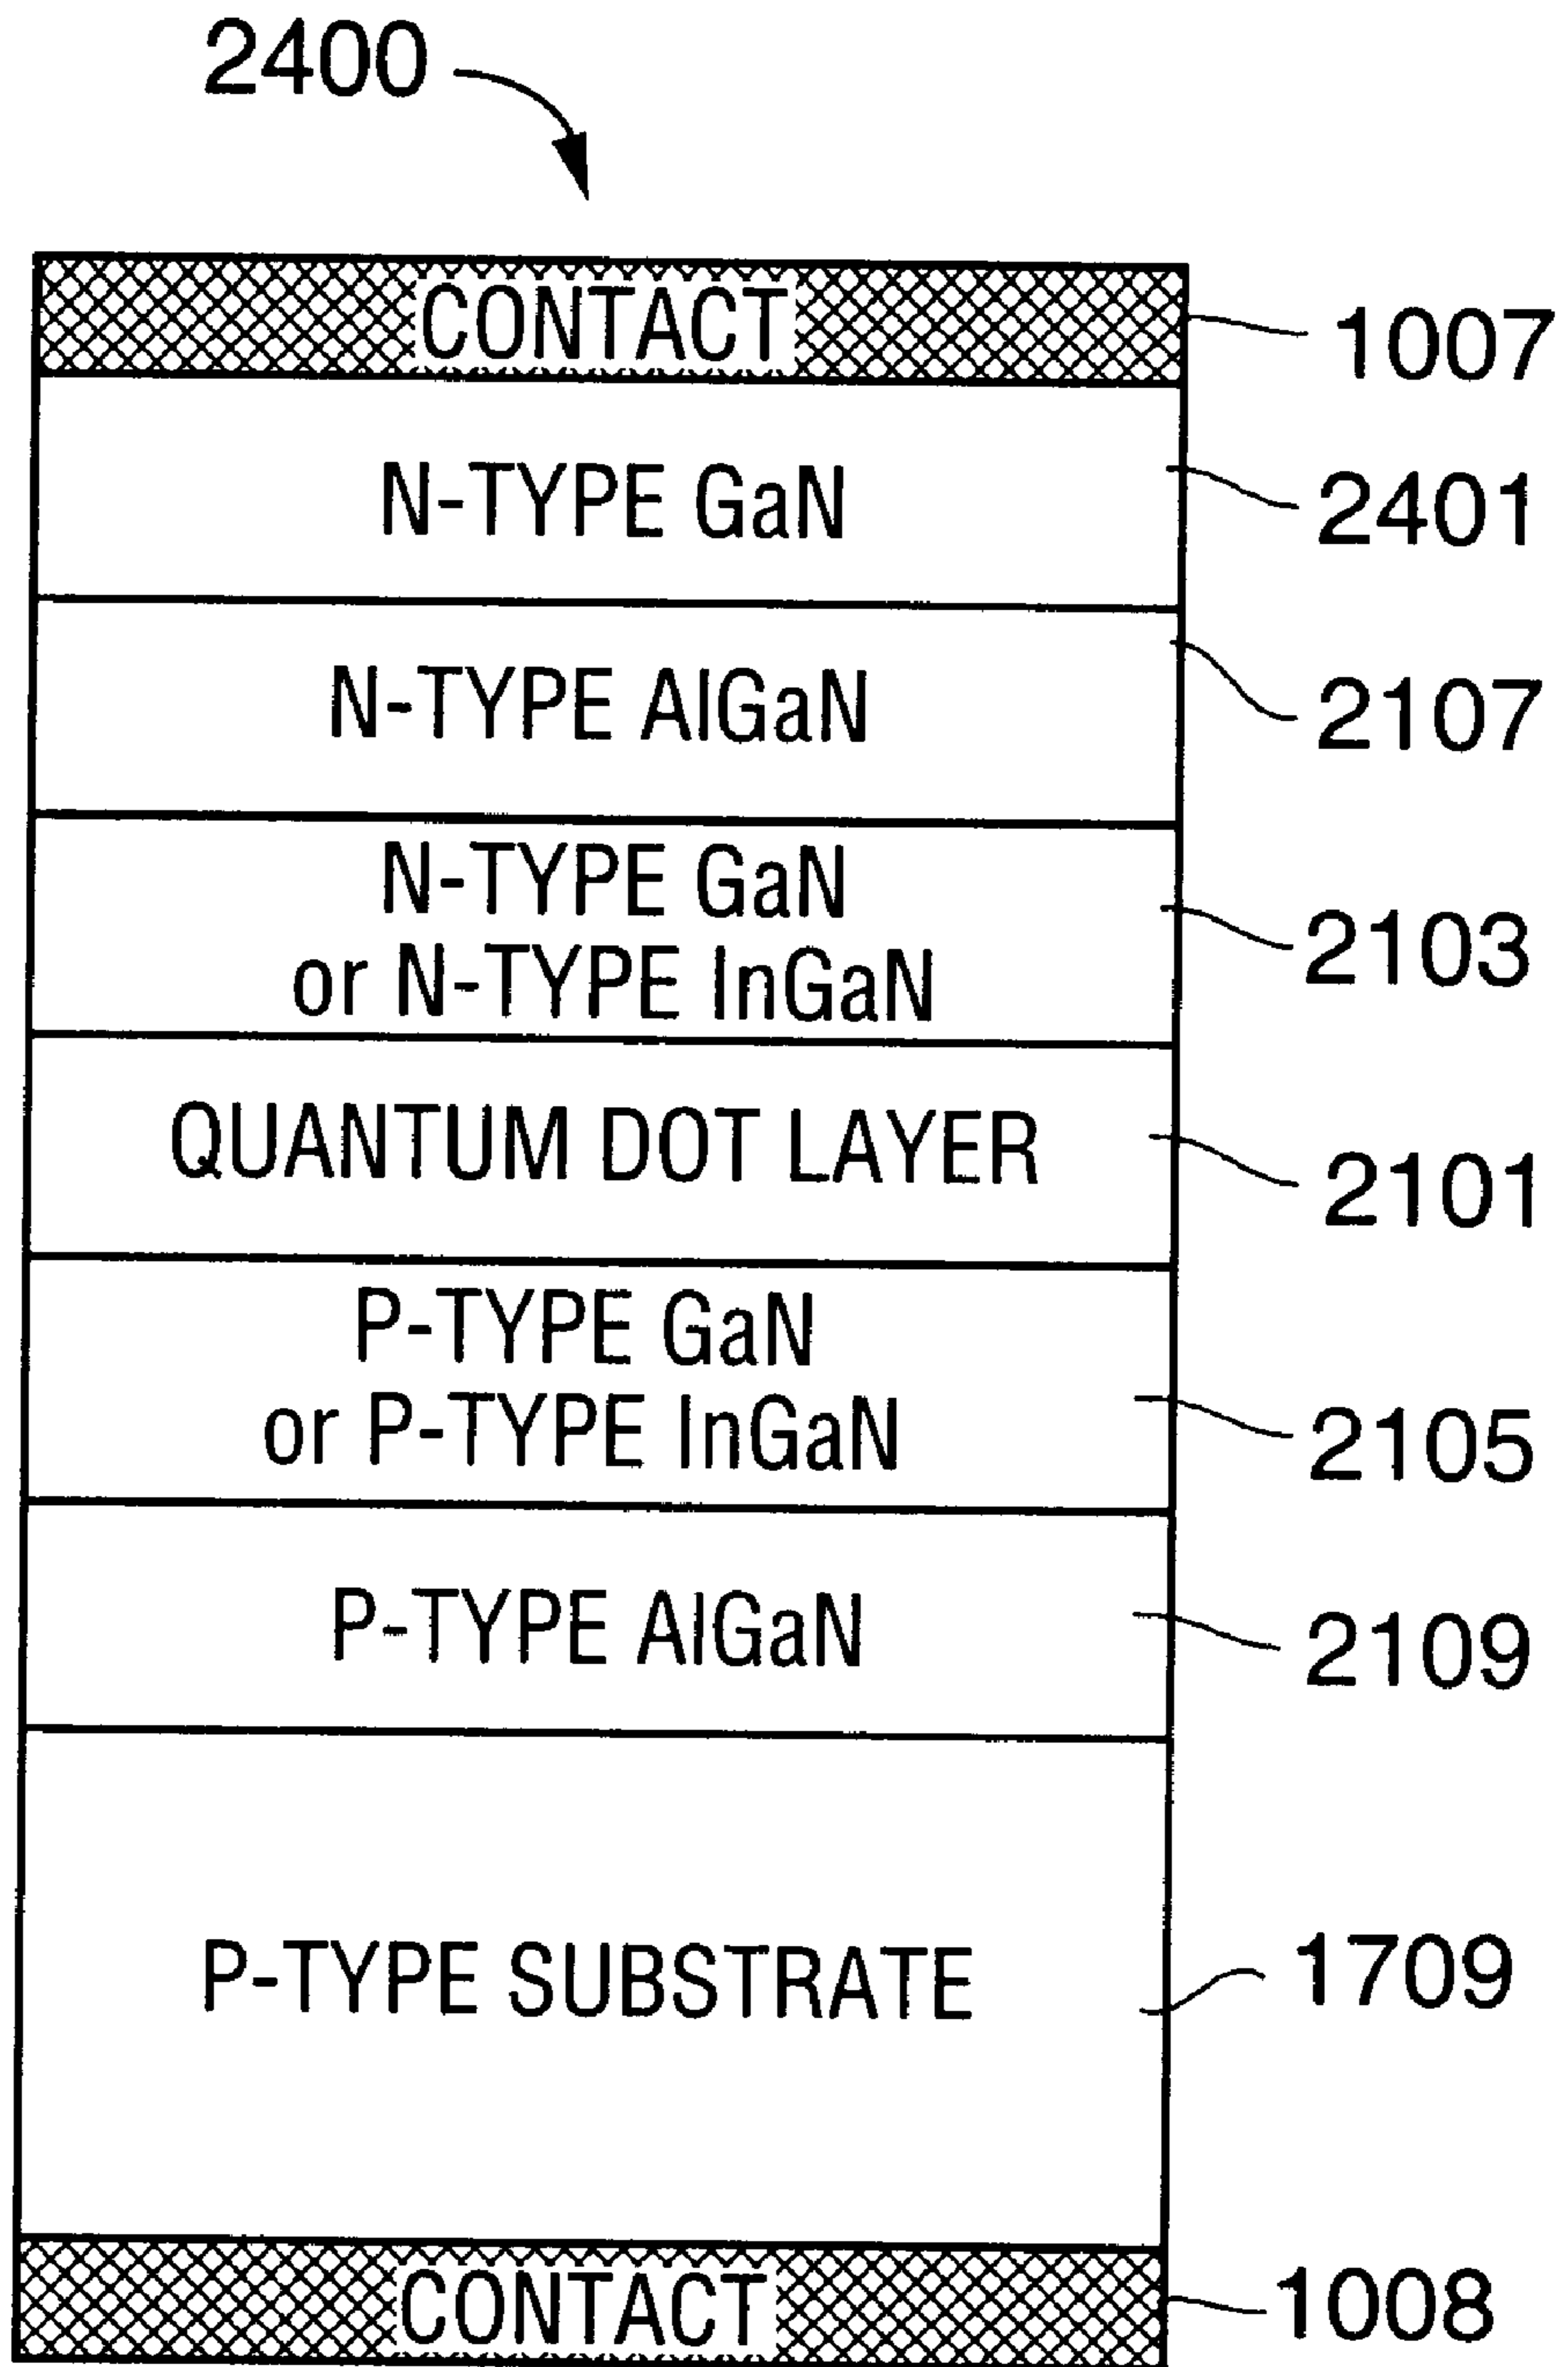 2400
CONTACT
1007
N-TYPE GaN
2401
N-TYPE AlGaN
2107
N-TYPE GaN
or N-TYPE InGaN
2103
QUANTUM DOT LAYER
2101
P-TYPE GaN
or P-TYPE InGaN
2105
P-TYPE AlGaN
2109
P-TYPE SUBSTRATE
1709
CONTACT
1008